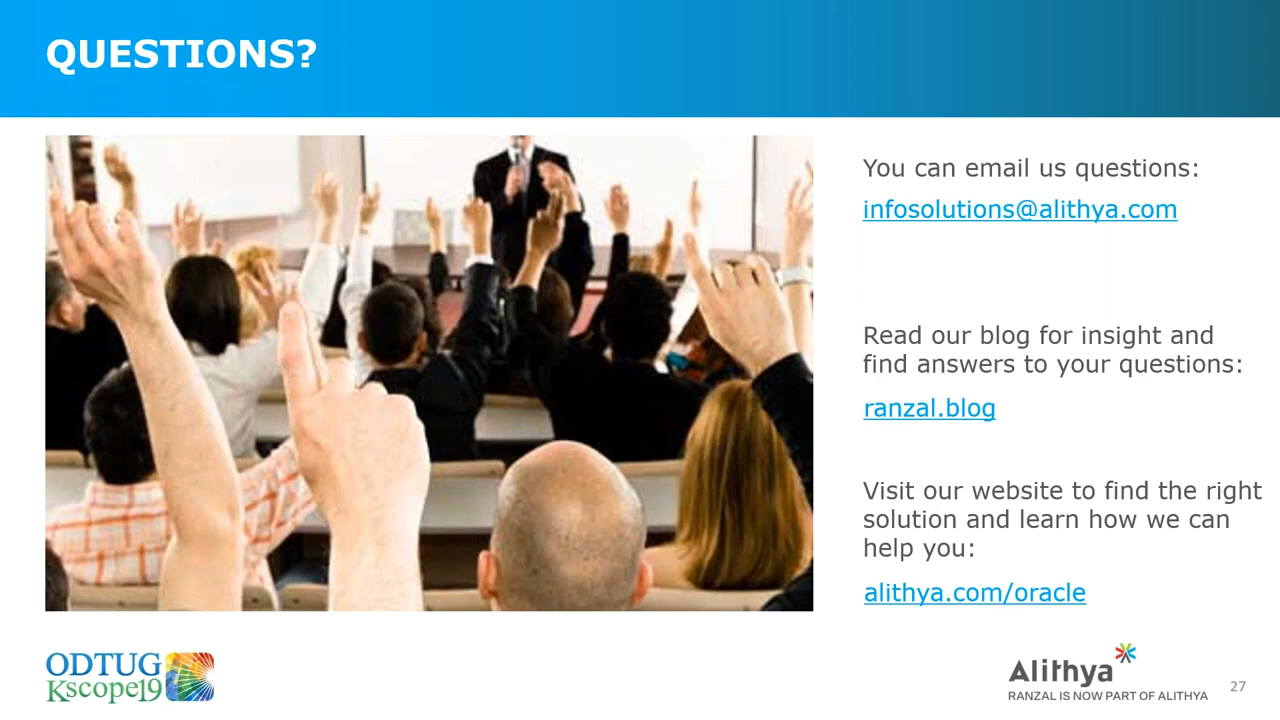 QUESTIONS?
You can email us questions:
infosolutions@alithya.com
Read our blog for insight and
find answers to your questions:
ranzal.blog
Visit our website to find the right
solution and learn how we can
help you:
alithya.com/oracle
ODTUG
Kscope19
Alithya
RANZAL IS NOW PART OF ALITHYA
27